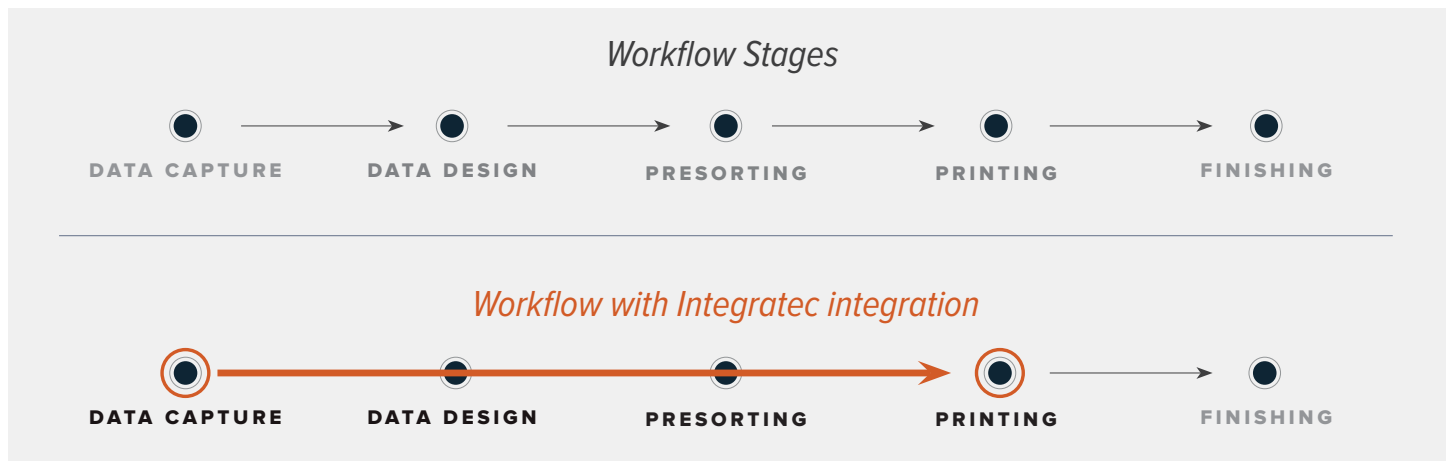 Workflow Stages
DATA CAPTURE
DATA DESIGN
PRESORTING
PRINTING
FINISHING
Workflow with Integratec integration
DATA CAPTURE
DATA DESIGN
PRESORTING
PRINTING
FINISHING